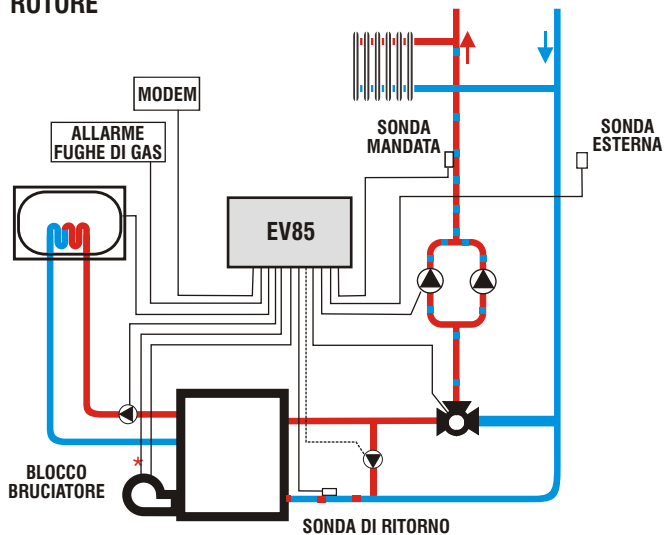 ROTORE
MODEM
ALLARME
FUGHE DI GAS
SONDA
MANDATA
SONDA
ESTERNA
EV85
*
BLOCCO
BRUCIATORE
SONDA DI RITORNO